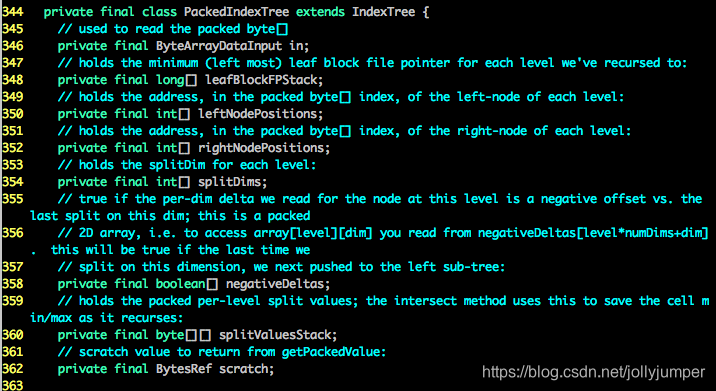 344 private final class PackedIndexTree extends IndexTree {
345 // used to read the packed byte[]
346 private final ByteArrayDataInput in;
347 // holds the minimum (left most) leaf block file pointer for each level we've recursed to:
348 private final long[] leafBlockFPStack;
349 // holds the address, in the packed byte[] index, of the left-node of each level:
350 private final int[] leftNodePositions;
351 // holds the address, in the packed byte[] index, of the right-node of each level:
352 private final int[] rightNodePositions;
353 // holds the splitDim for each level:
354 private final int[] splitDims;
355 // true if the per-dim delta we read for the node at this level is a negative offset vs. the
last split on this dim; this is a packed
356 // 2D array, i.e. to access array[level][dim] you read from negativeDeltas[level*numDims+dim]
. this will be true if the last time we
357 // split on this dimension, we next pushed to the left sub-tree:
358 private final boolean[] negativeDeltas;
359 // holds the packed per-level split values; the intersect method uses this to save the cell m
in/max as it recurses:
360 private final byte[][] splitValuesStack;
361 // scratch value to return from getPackedValue:
362 private final BytesRef scratch;
363
https://blog.csdn.net/jollyjumper